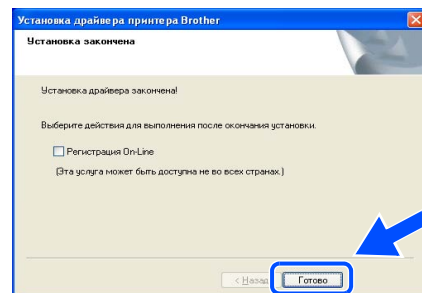 Установка драйвера принтера Brother
Установка закончена
Установка драйвера закончена!
Выберите действия для выполнения после окончания установки.
Регистрация On-Line
(Эта услуга может быть доступна не во всех странах.)
< Назад Готово